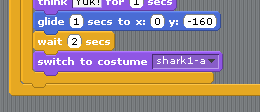 think Yuk! for 1 secs
glide 1 secs to x: 0 y: -160
wait 2 secs
switch to costume shark1-a